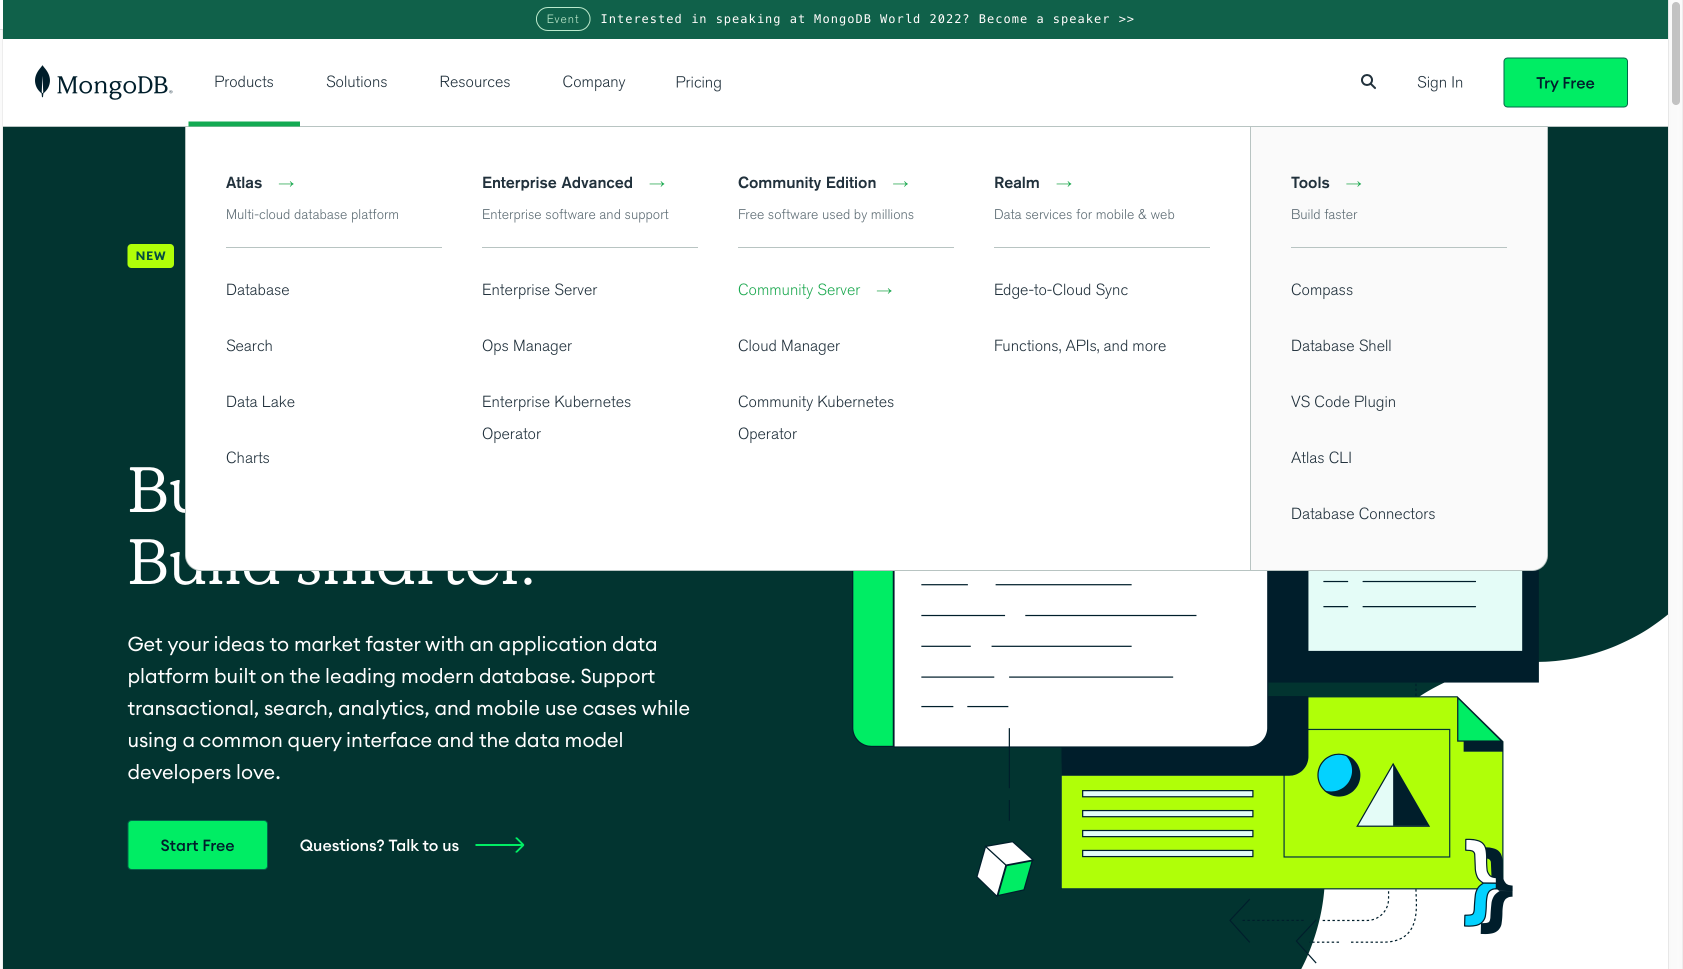 Event Interested in speaking at MongoDB World 2022? Become a speaker >>
MongoDB®
Products
Solutions
Resources
Company
Pricing
Sign In
Try Free
Atlas →
Multi-cloud database platform
Database
Search
Data Lake
Charts
Enterprise Advanced →
Enterprise software and support
Enterprise Server
Ops Manager
Enterprise Kubernetes
Operator
Community Edition →
Free software used by millions
Community Server →
Cloud Manager
Community Kubernetes
Operator
Realm →
Data services for mobile & web
Edge-to-Cloud Sync
Functions, APIs, and more
Tools →
Build faster
Compass
Database Shell
VS Code Plugin
Atlas CLI
Database Connectors
NEW
Build smarter.
Get your ideas to market faster with an application data
platform built on the leading modern database. Support
transactional, search, analytics, and mobile use cases while
using a common query interface and the data model
developers love.
Start Free
Questions? Talk to us